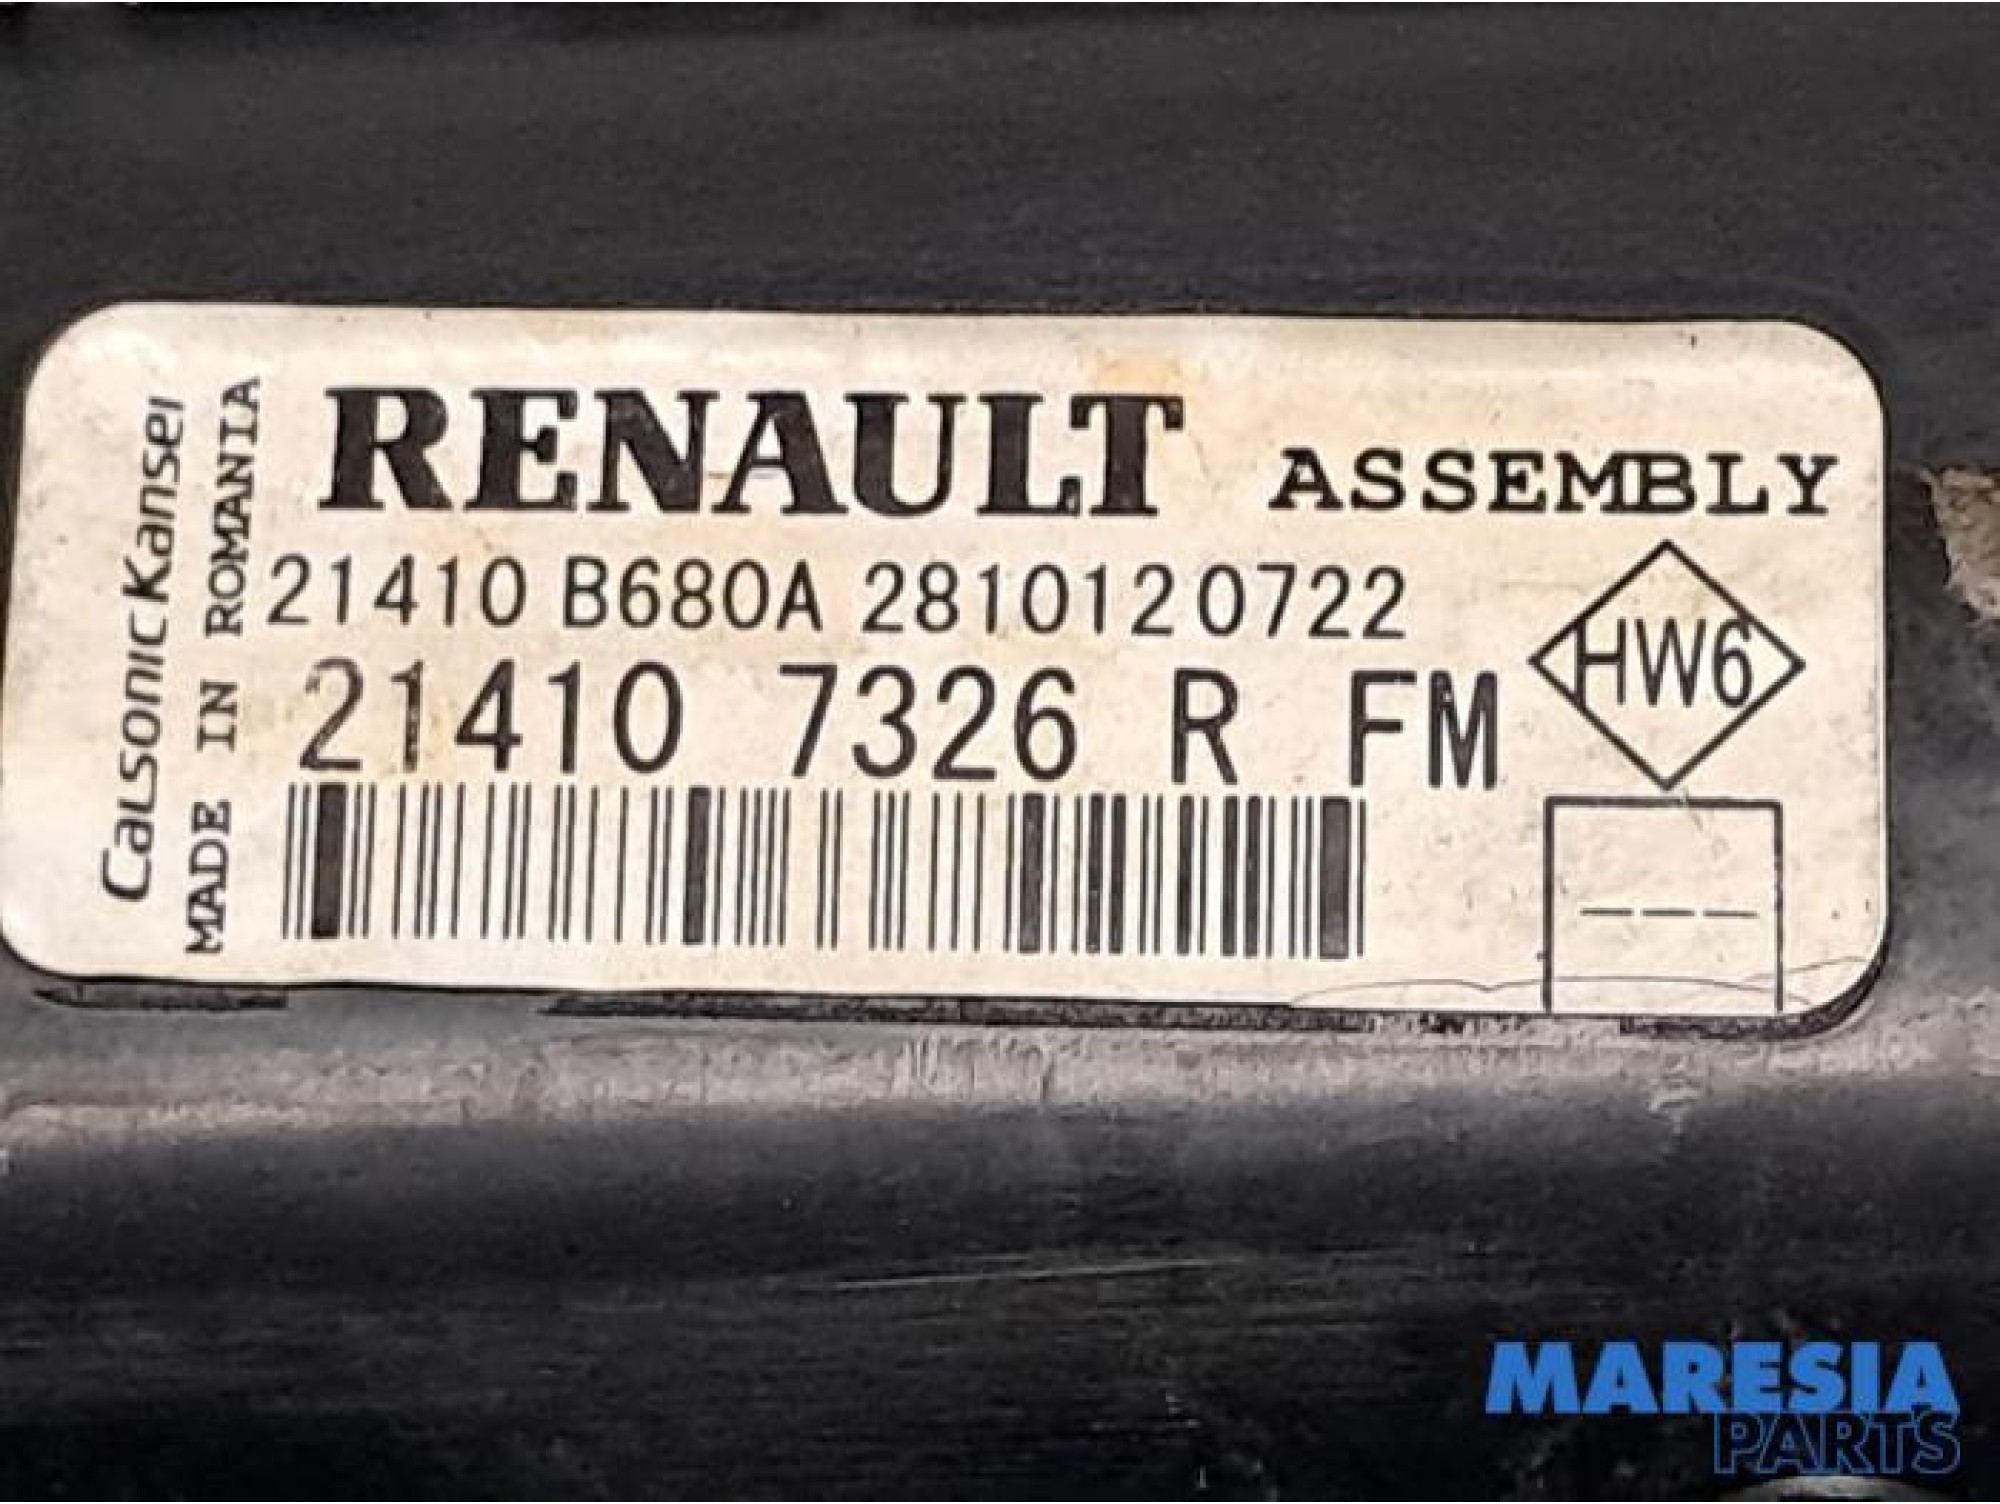 CalsonicKansei
MADE IN ROMANIA
RENAULT ASSEMBLY
21410 B680A 2810120722
21410 7326 R FM
HW6
---
MARESIA
PARTS